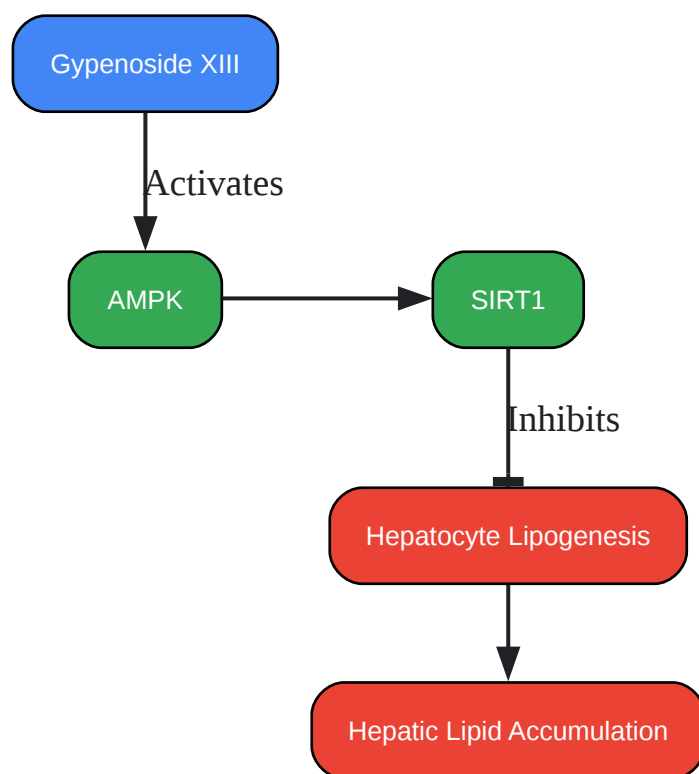 Gypenoside XIII
Activates
AMPK
SIRT1
Inhibits
Hepatocyte Lipogenesis
Hepatic Lipid Accumulation